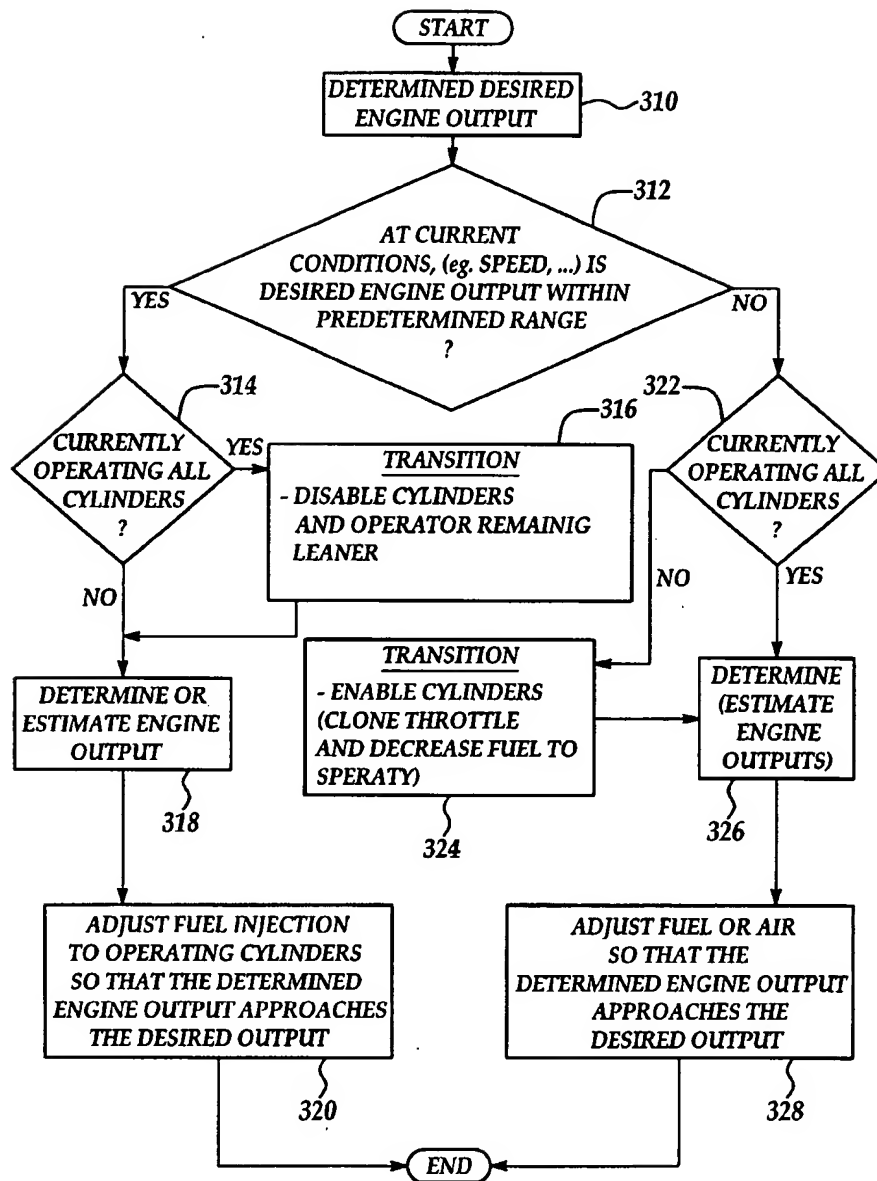 START
DETERMINED DESIRED
ENGINE OUTPUT
310
312
AT CURRENT
CONDITIONS, (eg. SPEED, ...) IS
DESIRED ENGINE OUTPUT WITHIN
PREDETERMINED RANGE
?
YES
NO
314
CURRENTLY
OPERATING ALL
CYLINDERS
?
YES
NO
316
TRANSITION
- DISABLE CYLINDERS
AND OPERATOR REMAINIG
LEANER
322
CURRENTLY
OPERATING ALL
CYLINDERS
?
NO
YES
TRANSITION
- ENABLE CYLINDERS
(CLONE THROTTLE
AND DECREASE FUEL TO
SPERATY)
324
DETERMINE OR
ESTIMATE ENGINE
OUTPUT
318
DETERMINE
(ESTIMATE
ENGINE
OUTPUTS)
326
ADJUST FUEL INJECTION
TO OPERATING CYLINDERS
SO THAT THE DETERMINED
ENGINE OUTPUT APPROACHES
THE DESIRED OUTPUT
320
ADJUST FUEL OR AIR
SO THAT THE
DETERMINED ENGINE OUTPUT
APPROACHES THE
DESIRED OUTPUT
328
END